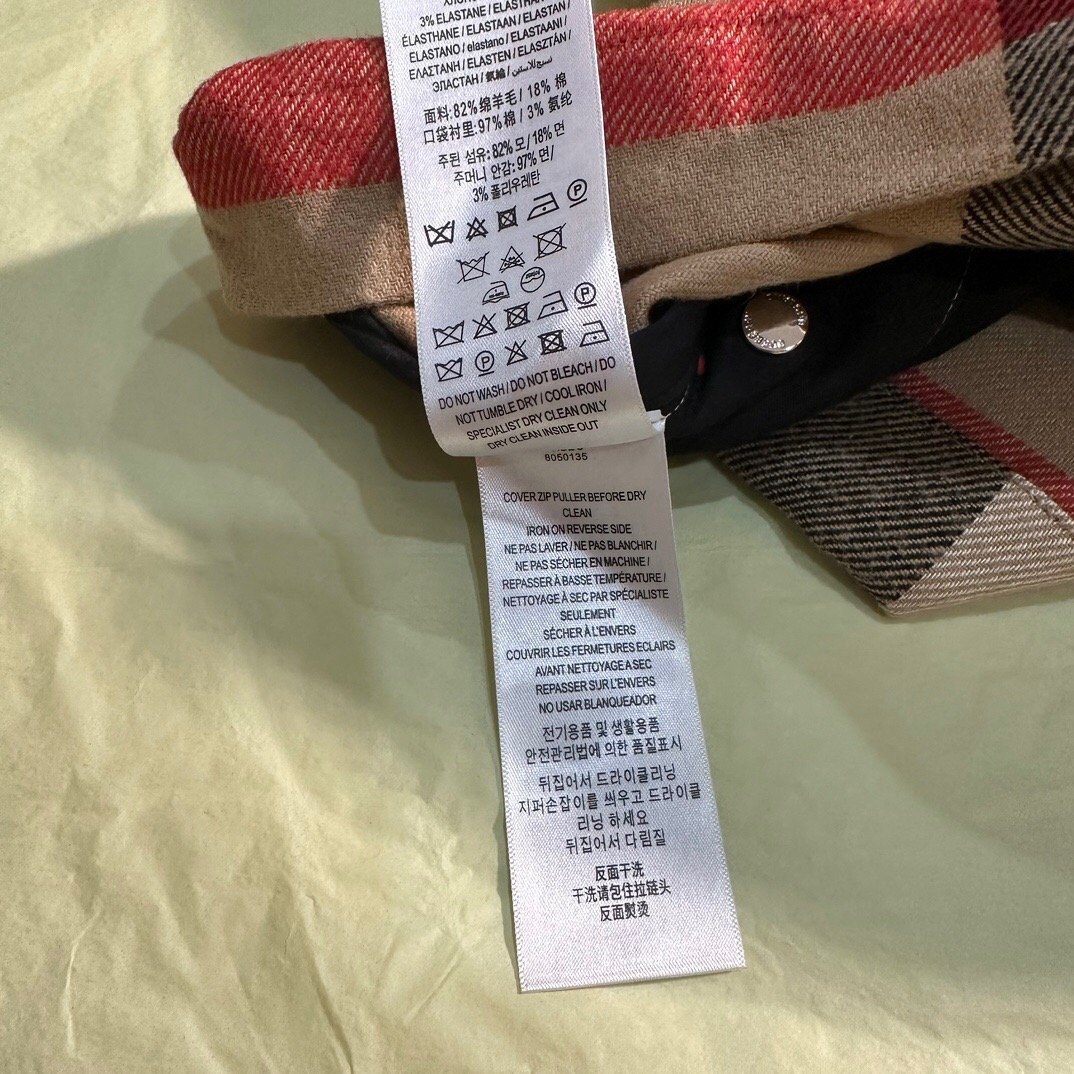 3% ELASTANE / ELASTHAN /
ÉLASTHANE / ELASTAAN / ELASTAN /
ELASTANO / elastano / ELASTAANI /
ΕΛΑΣΤΑΝΗ / ELASTEN / ELASZTÁN /
ЭЛАСТАН /
面料:82%绵羊毛 / 18% 棉
口袋衬里:97%棉 / 3% 氨纶
주된 섬유: 82% 모 / 18% 면
주머니 안감: 97% 면 /
3% 폴리우레탄
DO NOT WASH / DO NOT BLEACH / DO
NOT TUMBLE DRY / COOL IRON /
SPECIALIST DRY CLEAN ONLY
DRY CLEAN INSIDE OUT
8050135
COVER ZIP PULLER BEFORE DRY
CLEAN
IRON ON REVERSE SIDE
NE PAS LAVER / NE PAS BLANCHIR /
NE PAS SÉCHER EN MACHINE /
REPASSER À BASSE TEMPÉRATURE /
NETTOYAGE À SEC PAR SPÉCIALISTE
SEULEMENT
SÉCHER À L'ENVERS
COUVRIR LES FERMETURES ECLAIRS
AVANT NETTOYAGE A SEC
REPASSER SUR L'ENVERS
NO USAR BLANQUEADOR
전기용품 및 생활용품
안전관리법에 의한 품질표시
뒤집어서 드라이클리닝
지퍼손잡이를 씌우고 드라이클
리닝 하세요
뒤집어서 다림질
反面干洗
干洗请包住拉链头
反面熨烫